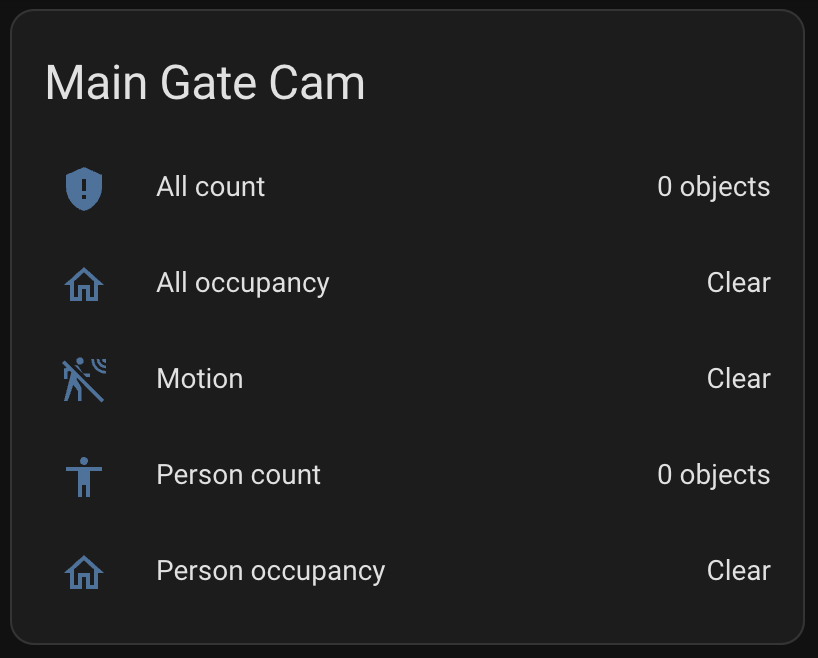 Main Gate Cam
All count 0 objects
All occupancy Clear
Motion Clear
Person count 0 objects
Person occupancy Clear